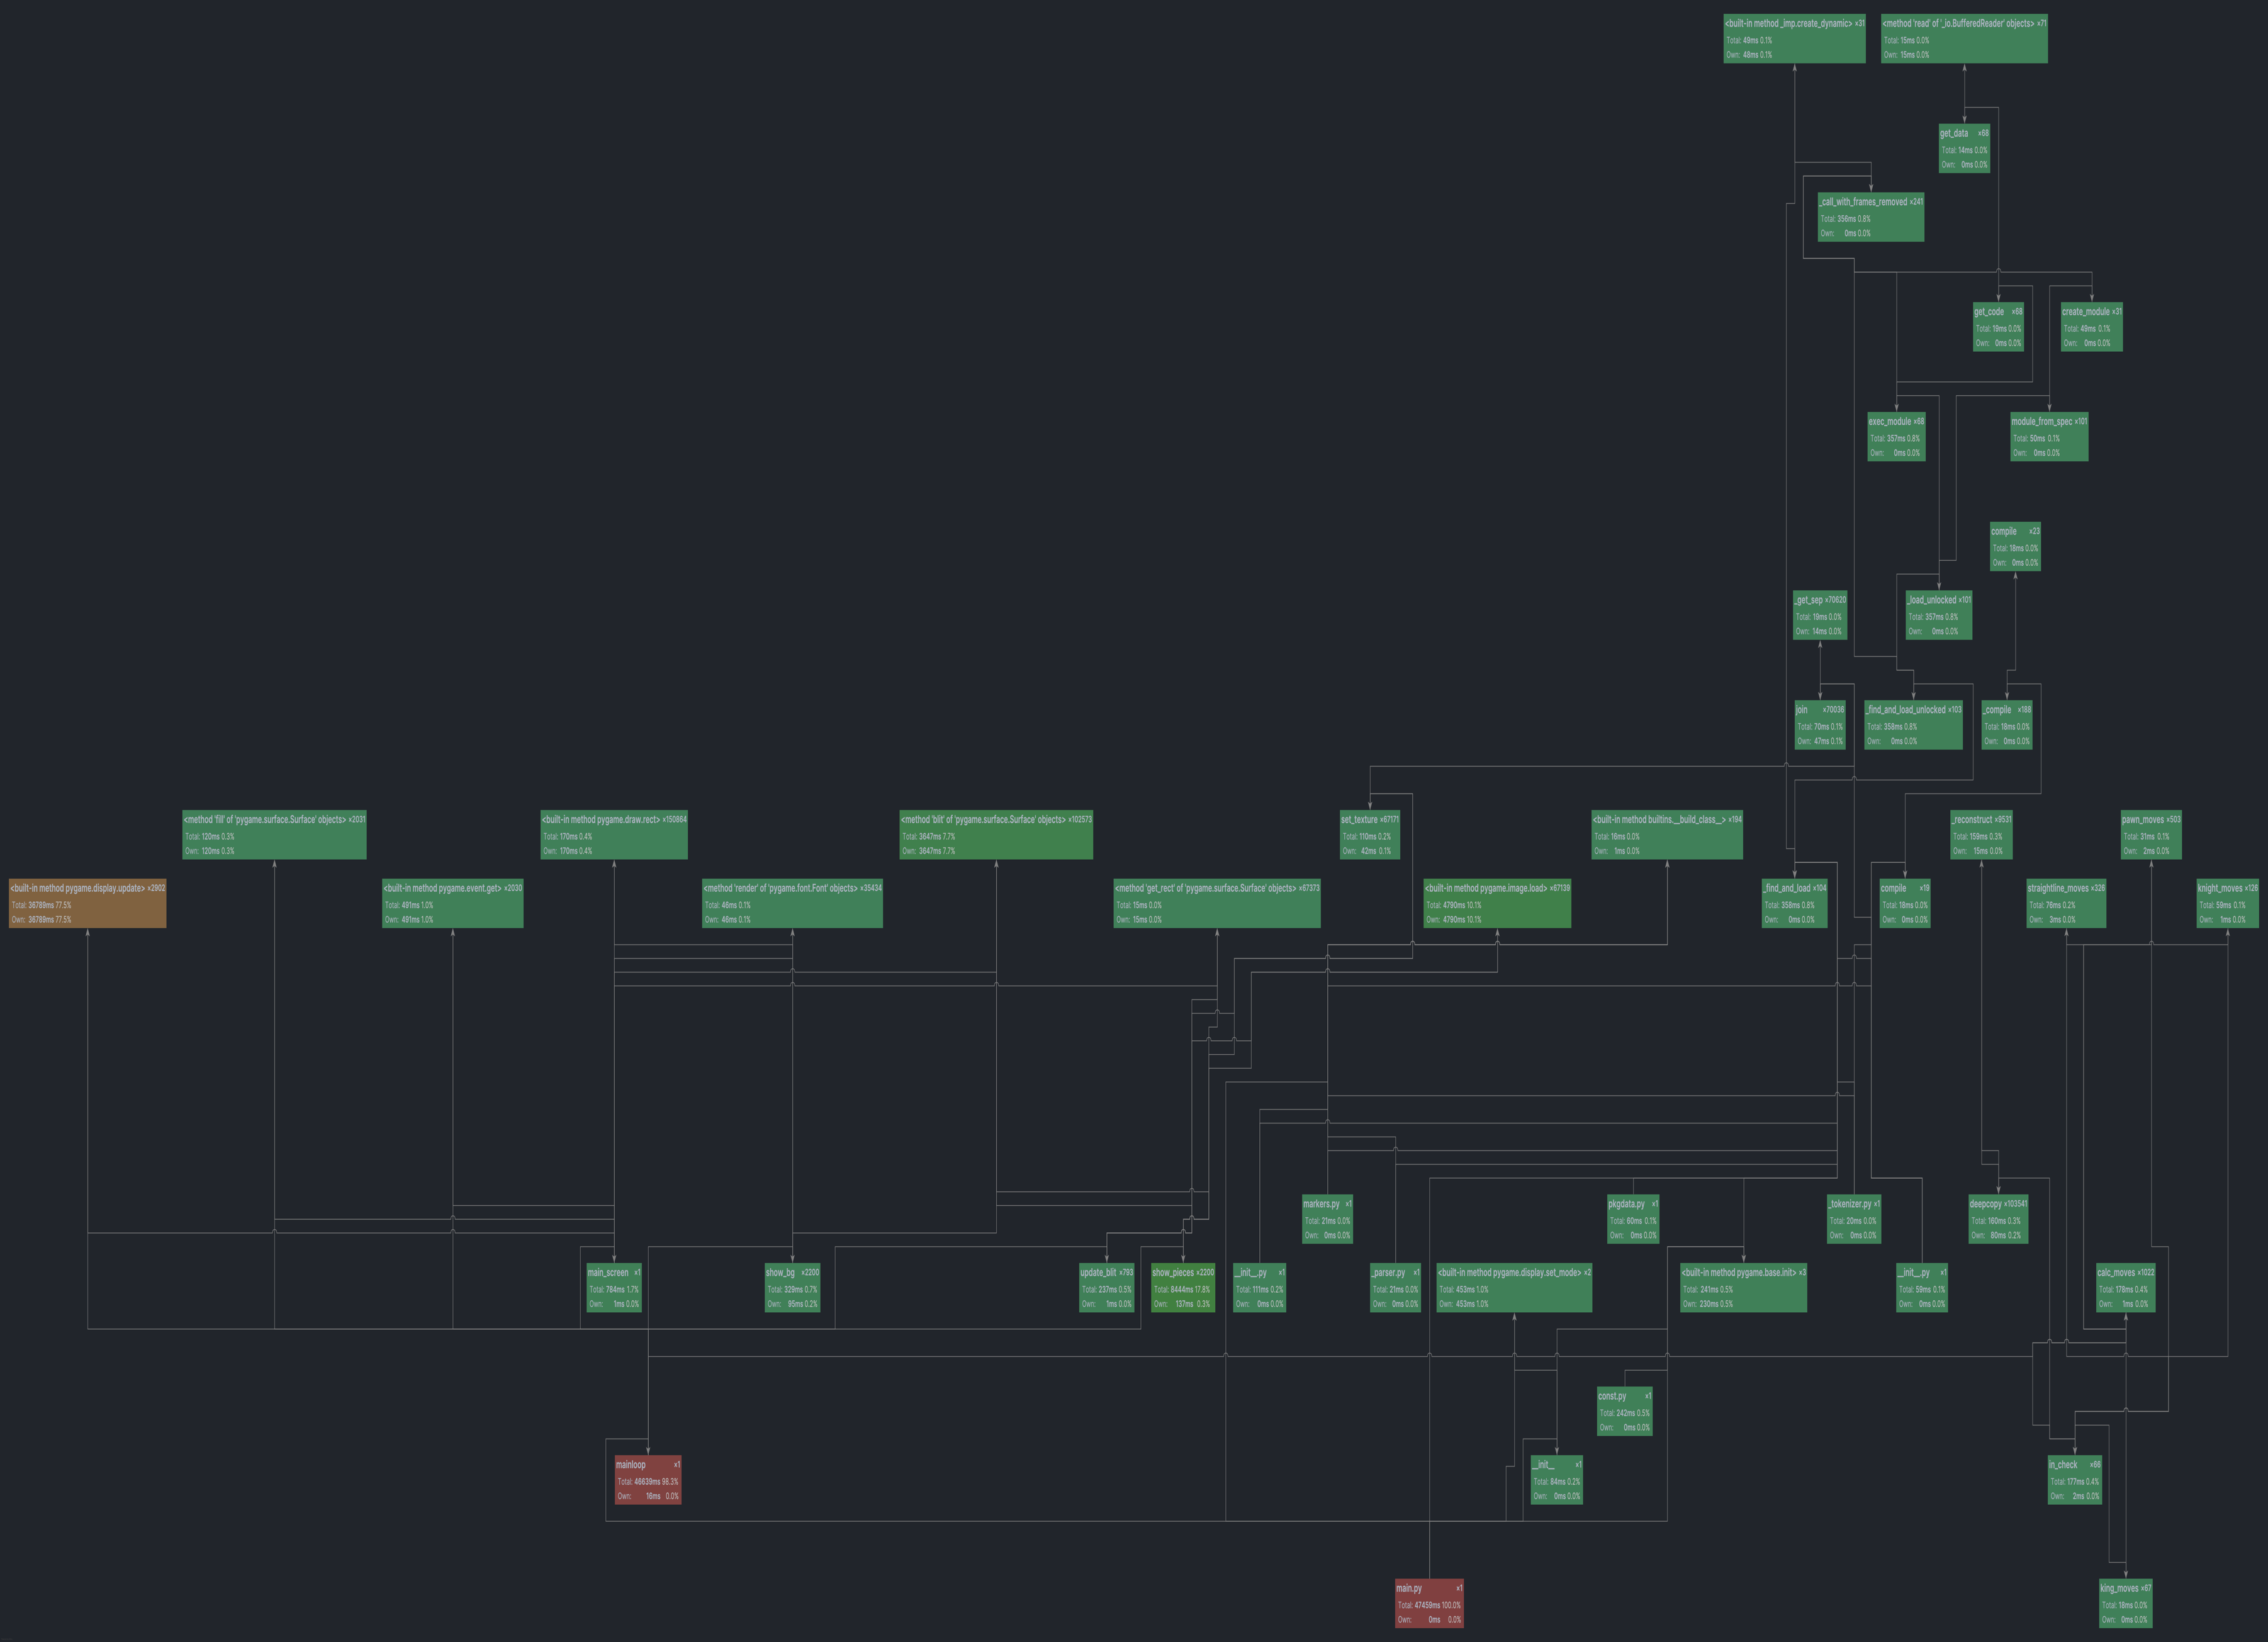 <built-in method _imp.create_dynamic> ×31
Total: 49ms 0.1%
Own: 48ms 0.1%
<method 'read' of '_io.BufferedReader' objects> ×71
Total: 15ms 0.0%
Own: 15ms 0.0%
get_data ×68
Total: 14ms 0.0%
Own: 0ms 0.0%
_call_with_frames_removed ×241
Total: 356ms 0.8%
Own: 0ms 0.0%
get_code ×68
Total: 19ms 0.0%
Own: 0ms 0.0%
create_module ×31
Total: 49ms 0.1%
Own: 0ms 0.0%
exec_module ×68
Total: 357ms 0.8%
Own: 0ms 0.0%
module_from_spec ×101
Total: 50ms 0.1%
Own: 0ms 0.0%
compile ×23
Total: 18ms 0.0%
Own: 0ms 0.0%
_get_sep ×70620
Total: 19ms 0.0%
Own: 14ms 0.0%
_load_unlocked ×101
Total: 357ms 0.8%
Own: 0ms 0.0%
join ×70036
Total: 70ms 0.1%
Own: 47ms 0.1%
_find_and_load_unlocked ×103
Total: 358ms 0.8%
Own: 0ms 0.0%
_compile ×188
Total: 18ms 0.0%
Own: 0ms 0.0%
<method 'fill' of 'pygame.surface.Surface' objects> ×2031
Total: 120ms 0.3%
Own: 120ms 0.3%
<built-in method pygame.draw.rect> ×150864
Total: 170ms 0.4%
Own: 170ms 0.4%
<method 'blit' of 'pygame.surface.Surface' objects> ×102573
Total: 3647ms 7.7%
Own: 3647ms 7.7%
set_texture ×67171
Total: 110ms 0.2%
Own: 42ms 0.1%
<built-in method builtins.__build_class__> ×194
Total: 16ms 0.0%
Own: 1ms 0.0%
_reconstruct ×9531
Total: 159ms 0.3%
Own: 15ms 0.0%
pawn_moves ×503
Total: 31ms 0.1%
Own: 2ms 0.0%
<built-in method pygame.display.update> ×2902
Total: 36789ms 77.5%
Own: 36789ms 77.5%
<built-in method pygame.event.get> ×2030
Total: 491ms 1.0%
Own: 491ms 1.0%
<method 'render' of 'pygame.font.Font' objects> ×35434
Total: 46ms 0.1%
Own: 46ms 0.1%
<method 'get_rect' of 'pygame.surface.Surface' objects> ×67373
Total: 15ms 0.0%
Own: 15ms 0.0%
<built-in method pygame.image.load> ×67139
Total: 4790ms 10.1%
Own: 4790ms 10.1%
_find_and_load ×104
Total: 358ms 0.8%
Own: 0ms 0.0%
compile ×19
Total: 18ms 0.0%
Own: 0ms 0.0%
straightline_moves ×326
Total: 76ms 0.2%
Own: 3ms 0.0%
knight_moves ×126
Total: 59ms 0.1%
Own: 1ms 0.0%
markers.py ×1
Total: 21ms 0.0%
Own: 0ms 0.0%
pkgdata.py ×1
Total: 60ms 0.1%
Own: 0ms 0.0%
_tokenizer.py ×1
Total: 20ms 0.0%
Own: 0ms 0.0%
deepcopy ×103541
Total: 160ms 0.3%
Own: 80ms 0.2%
main_screen ×1
Total: 784ms 1.7%
Own: 1ms 0.0%
show_bg ×2200
Total: 329ms 0.7%
Own: 95ms 0.2%
update_blit ×793
Total: 237ms 0.5%
Own: 1ms 0.0%
show_pieces ×2200
Total: 8444ms 17.8%
Own: 137ms 0.3%
__init__.py ×1
Total: 111ms 0.2%
Own: 0ms 0.0%
_parser.py ×1
Total: 21ms 0.0%
Own: 0ms 0.0%
<built-in method pygame.display.set_mode> ×2
Total: 453ms 1.0%
Own: 453ms 1.0%
<built-in method pygame.base.init> ×3
Total: 241ms 0.5%
Own: 230ms 0.5%
__init__.py ×1
Total: 59ms 0.1%
Own: 0ms 0.0%
calc_moves ×1022
Total: 178ms 0.4%
Own: 1ms 0.0%
const.py ×1
Total: 242ms 0.5%
Own: 0ms 0.0%
mainloop ×1
Total: 46639ms 98.3%
Own: 16ms 0.0%
__init__ ×1
Total: 84ms 0.2%
Own: 0ms 0.0%
in_check ×66
Total: 177ms 0.4%
Own: 2ms 0.0%
main.py ×1
Total: 47459ms 100.0%
Own: 0ms 0.0%
king_moves ×67
Total: 18ms 0.0%
Own: 0ms 0.0%